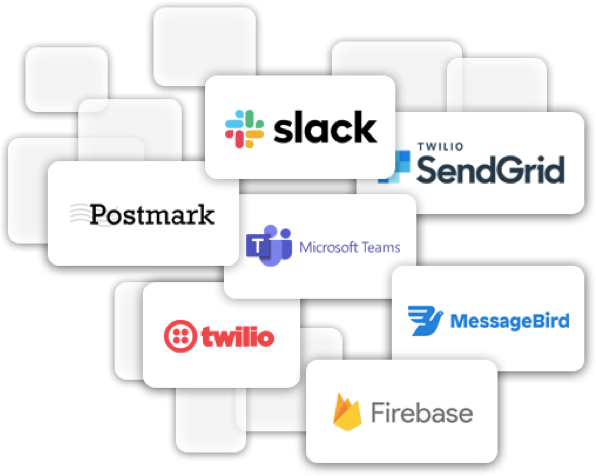 slack
TWILIO
SendGrid
Postmark
Microsoft Teams
MessageBird
twilio
Firebase